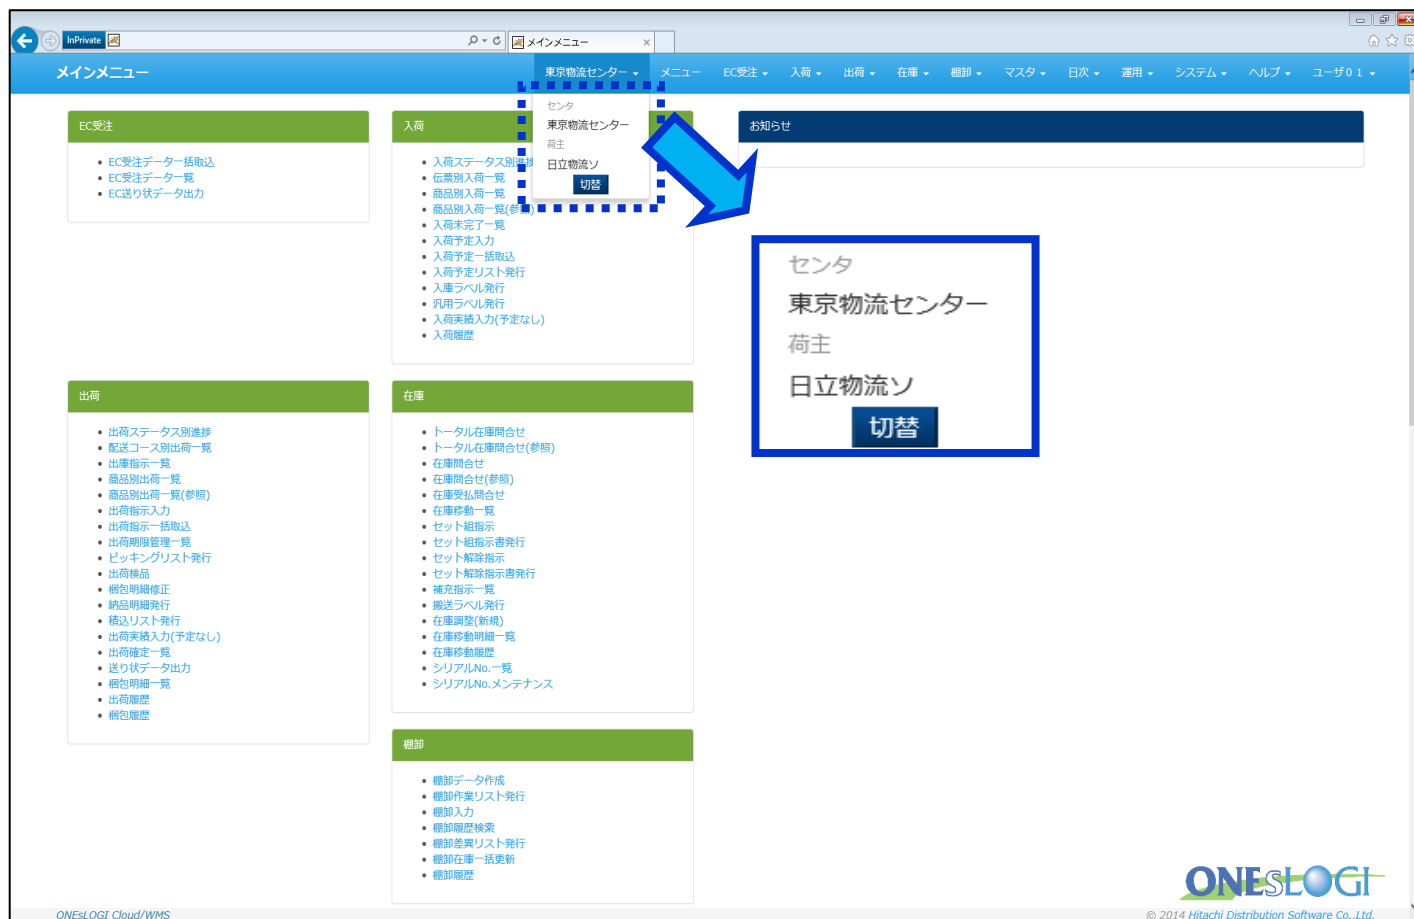 InPrivate
メインメニュー
メインメニュー
東京物流センター
メニュー
EC受注
入荷
出荷
在庫
棚卸
マスタ
日次
運用
システム
ヘルプ
ユーザ０１
センタ
東京物流センター
荷主
日立物流ソ
切替
EC受注
EC受注データ一括取込
EC受注データ一覧
EC送り状データ出力
入荷
入荷ステータス別進捗
伝票別入荷一覧
商品別入荷一覧
商品別入荷一覧(参照)
入荷未完了一覧
入荷予定入力
入荷予定一括取込
入荷予定リスト発行
入庫ラベル発行
汎用ラベル発行
入荷実績入力(予定なし)
入荷履歴
お知らせ
センタ
東京物流センター
荷主
日立物流ソ
切替
出荷
出荷ステータス別進捗
配送コース別出荷一覧
出庫指示一覧
商品別出荷一覧
商品別出荷一覧(参照)
出荷指示入力
出荷指示一括取込
出荷期限管理一覧
ピッキングリスト発行
出荷検品
梱包明細修正
納品明細発行
積込リスト発行
出荷実績入力(予定なし)
出荷確定一覧
送り状データ出力
梱包明細一覧
出荷履歴
梱包履歴
在庫
トータル在庫問合せ
トータル在庫問合せ(参照)
在庫問合せ
在庫問合せ(参照)
在庫受払問合せ
在庫移動一覧
セット組指示
セット組指示書発行
セット解除指示
セット解除指示書発行
補充指示一覧
搬送ラベル発行
在庫調整(新規)
在庫移動明細一覧
在庫移動履歴
シリアルNo.一覧
シリアルNo.メンテナンス
棚卸
棚卸データ作成
棚卸作業リスト発行
棚卸入力
棚卸履歴検索
棚卸差異リスト発行
棚卸在庫一括更新
棚卸履歴
ONEsLOGI
ONEsLOGI Cloud/WMS
© 2014 Hitachi Distribution Software Co.,Ltd.